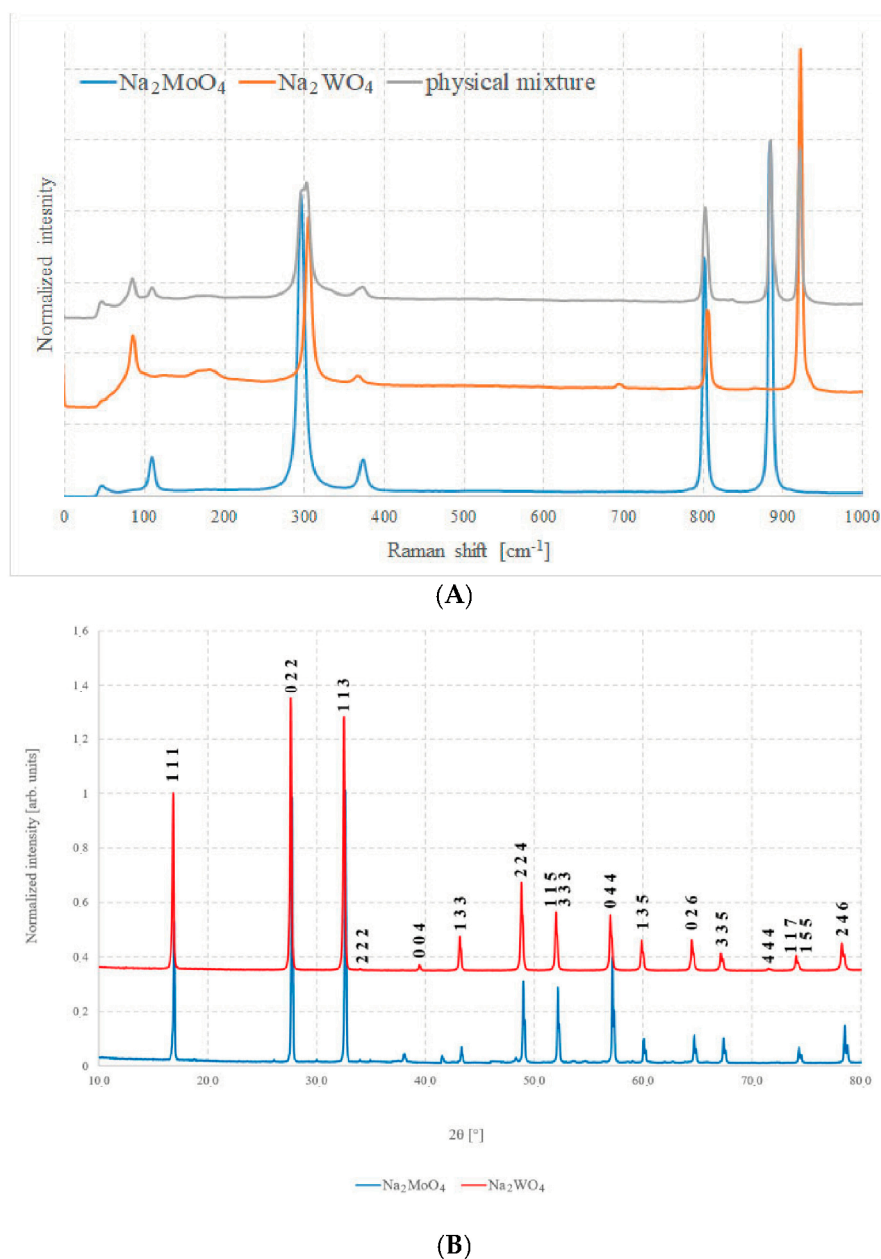 Na₂MoO₄ Na₂WO₄ physical mixture
Normalized intesnity
0 100 200 300 400 500 600 700 800 900 1000
Raman shift [cm⁻¹]
(A)
1,6
1,4
1,2
1
0,8
0,6
0,4
0,2
0
Normalized intensity [arb. units]
1 1 1
0 2 2
1 1 3
2 2 2
0 0 4
1 3 3
2 2 4
1 1 5
3 3 3
0 4 4
1 3 5
0 2 6
3 3 5
4 4 4
1 1 7
1 5 5
2 4 6
10,0 20,0 30,0 40,0 50,0 60,0 70,0 80,0
2θ [°]
Na₂MoO₄ Na₂WO₄
(B)